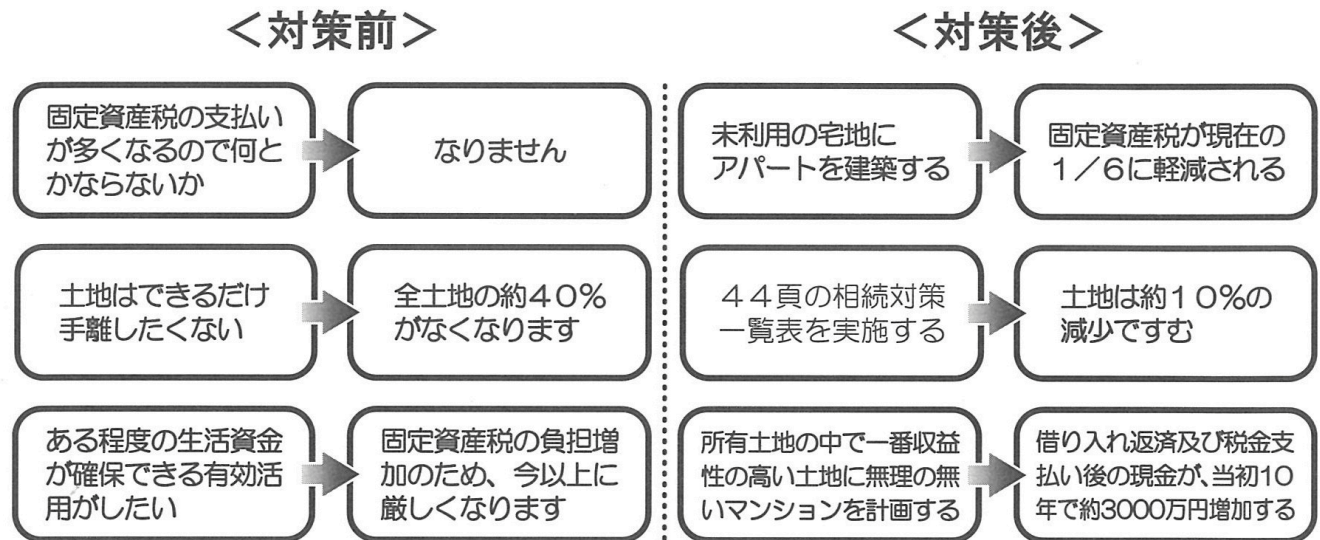 ＜対策前＞
固定資産税の支払い
が多くなるので何と
かならないか
なりません
土地はできるだけ
手離したくない
全土地の約４０%
がなくなります
ある程度の生活資金
が確保できる有効活
用がしたい
固定資産税の負担増
加のため、今以上に
厳しくなります
＜対策後＞
未利用の宅地に
アパートを建築する
固定資産税が現在の
１／６に軽減される
４４頁の相続対策
一覧表を実施する
土地は約１０%の
減少ですむ
所有土地の中で一番収益
性の高い土地に無理の無
いマンションを計画する
借り入れ返済及び税金支
払い後の現金が、当初10
年で約3000万円増加する